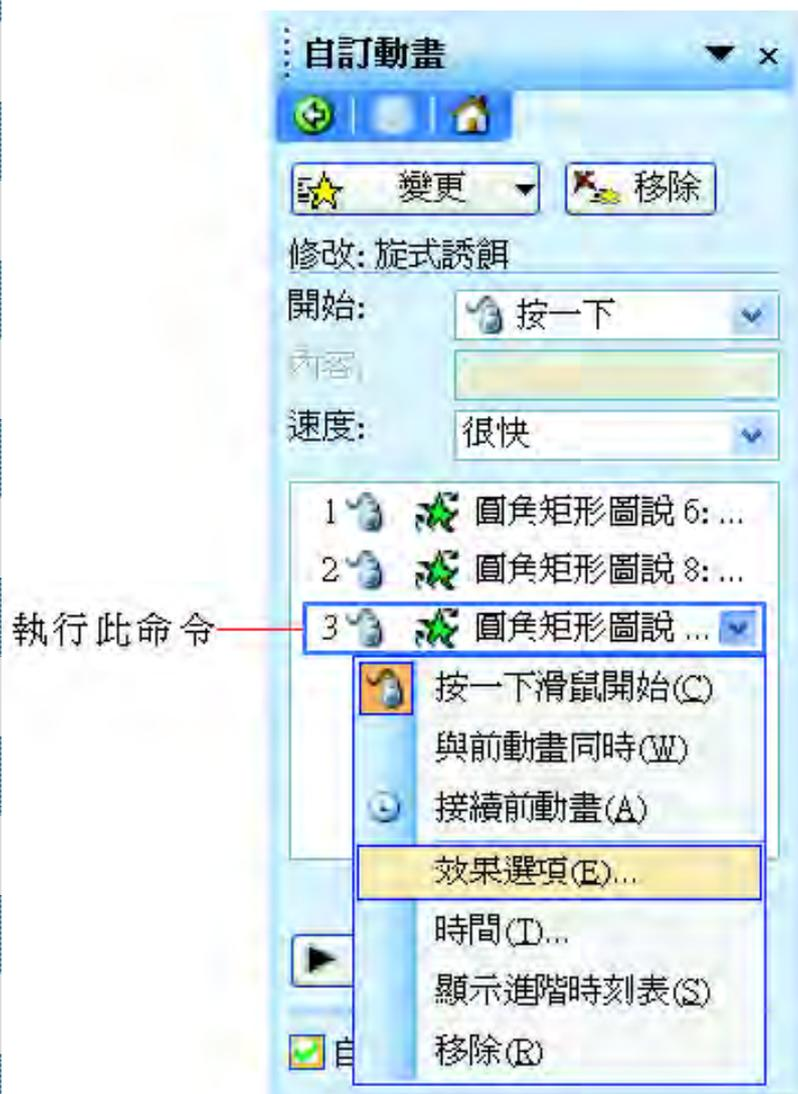 自訂動畫
變更
移除
修改: 旋式誘餌
開始:
按一下
內容:
速度:
很快
1 圓角矩形圖說 6: ...
2 圓角矩形圖說 8: ...
執行此命令
3 圓角矩形圖說 ...
按一下滑鼠開始(C)
與前動畫同時(W)
接續前動畫(A)
效果選項(E)...
時間(T)...
顯示進階時刻表(S)
移除(R)
自